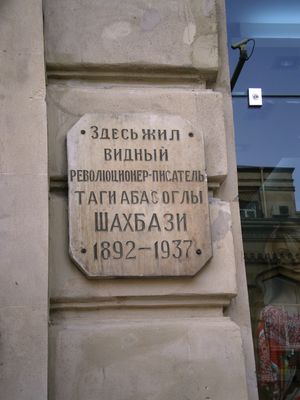 Здесь жил
видный
революционер-писатель
Таги Абас оглы
Шахбази
1892-1937